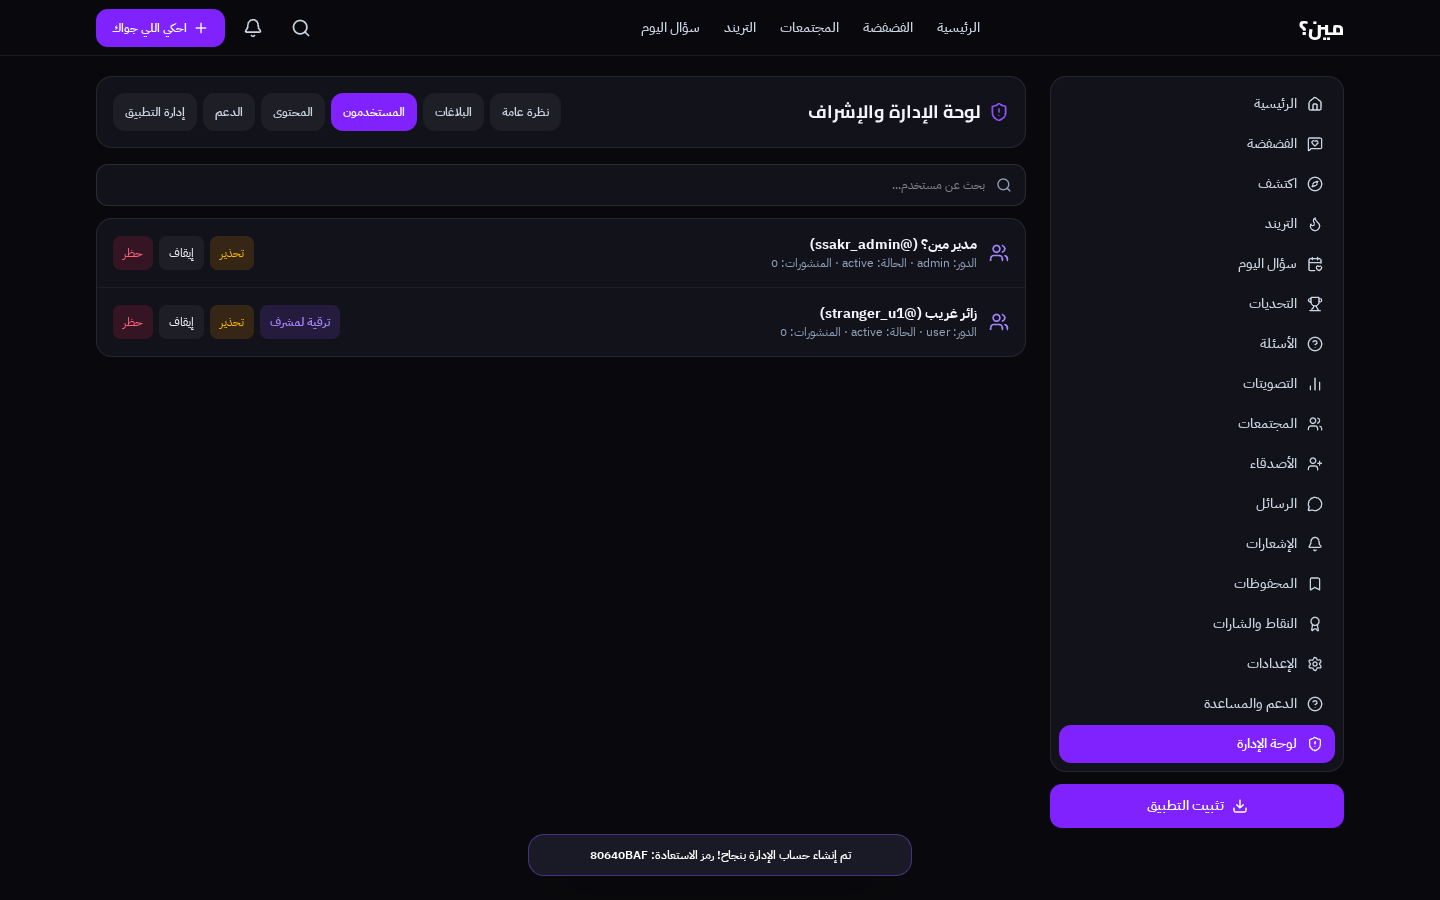 مين؟
الرئيسية
الفضفضة
المجتمعات
التريند
سؤال اليوم
احكي اللي جواك
الرئيسية
الفضفضة
اكتشف
التريند
سؤال اليوم
التحديات
الأسئلة
التصويتات
المجتمعات
الأصدقاء
الرسائل
الإشعارات
المحفوظات
النقاط والشارات
الإعدادات
الدعم والمساعدة
لوحة الإدارة
تثبيت التطبيق
لوحة الإدارة والإشراف
نظرة عامة
البلاغات
المستخدمون
المحتوى
الدعم
إدارة التطبيق
بحث عن مستخدم...
مدير مين؟ (@ssakr_admin)
الدور: admin · الحالة: active · المنشورات: 0
تحذير
إيقاف
حظر
زائر غريب (@stranger_u1)
الدور: user · الحالة: active · المنشورات: 0
ترقية لمشرف
تحذير
إيقاف
حظر
تم إنشاء حساب الإدارة بنجاح! رمز الاستعادة: 80640BAF